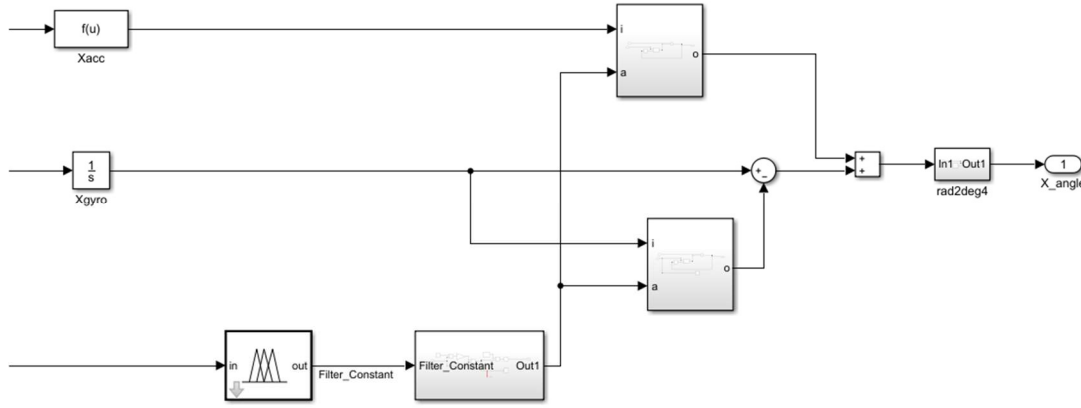 f(u)
Xacc
i
a
o
1
s
Xgyro
+
−
+
+
In1 Out1
rad2deg4
1
X_angle
i
a
o
in out
Filter_Constant
Filter_Constant Out1